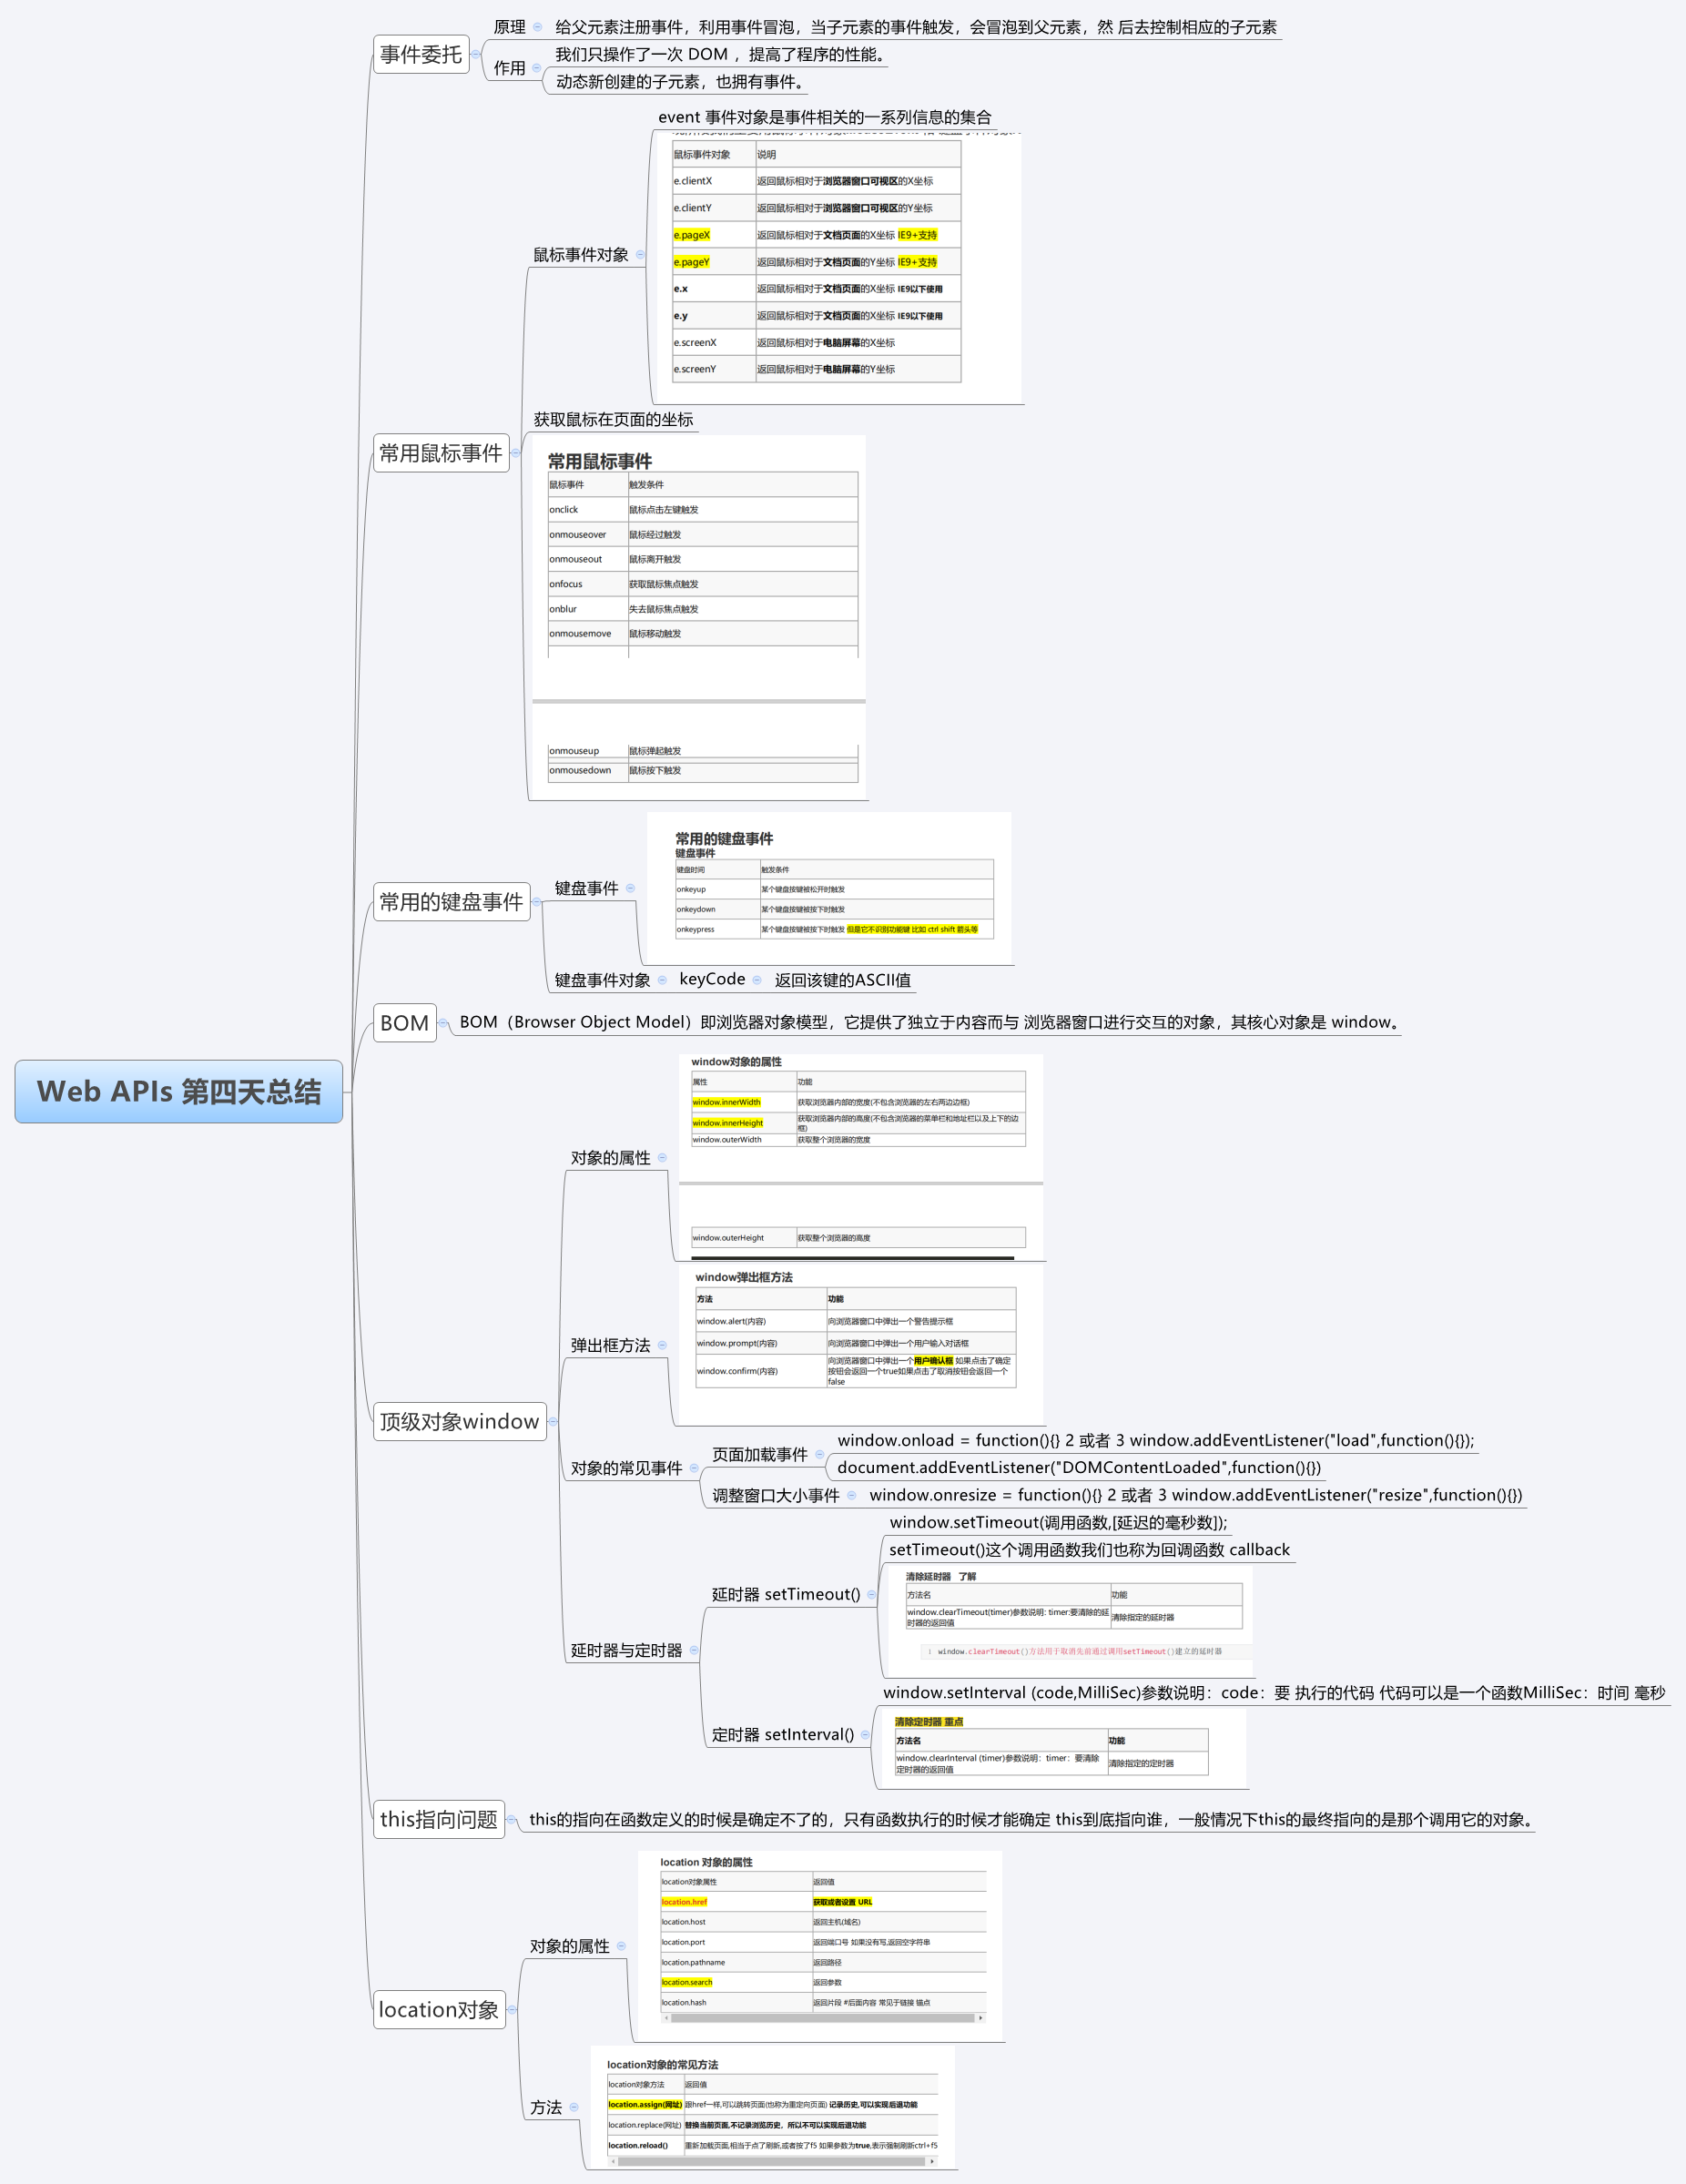 Web APIs 第四天总结
事件委托
原理
给父元素注册事件，利用事件冒泡，当子元素的事件触发，会冒泡到父元素，然 后去控制相应的子元素
作用
我们只操作了一次 DOM ，提高了程序的性能。
动态新创建的子元素，也拥有事件。
常用鼠标事件
鼠标事件对象
event 事件对象是事件相关的一系列信息的集合
鼠标事件对象 说明
e.clientX 返回鼠标相对于浏览器窗口可视区的X坐标
e.clientY 返回鼠标相对于浏览器窗口可视区的Y坐标
e.pageX 返回鼠标相对于文档页面的X坐标 IE9+支持
e.pageY 返回鼠标相对于文档页面的Y坐标 IE9+支持
e.x 返回鼠标相对于文档页面的X坐标 IE9以下使用
e.y 返回鼠标相对于文档页面的X坐标 IE9以下使用
e.screenX 返回鼠标相对于电脑屏幕的X坐标
e.screenY 返回鼠标相对于电脑屏幕的Y坐标
获取鼠标在页面的坐标
常用鼠标事件
鼠标事件 触发条件
onclick 鼠标点击左键触发
onmouseover 鼠标经过触发
onmouseout 鼠标离开触发
onfocus 获取鼠标焦点触发
onblur 失去鼠标焦点触发
onmousemove 鼠标移动触发
onmouseup 鼠标弹起触发
onmousedown 鼠标按下触发
常用的键盘事件
键盘事件
常用的键盘事件
键盘事件
键盘时间 触发条件
onkeyup 某个键盘按键被松开时触发
onkeydown 某个键盘按键被按下时触发
onkeypress 某个键盘按键被按下时触发 但是它不识别功能键 比如 ctrl shift 箭头等
键盘事件对象
keyCode
返回该键的ASCII值
BOM
BOM（Browser Object Model）即浏览器对象模型，它提供了独立于内容而与 浏览器窗口进行交互的对象，其核心对象是 window。
顶级对象window
对象的属性
window对象的属性
属性 功能
window.innerWidth 获取浏览器内部的宽度(不包含浏览器的左右两边边框)
window.innerHeight 获取浏览器内部的高度(不包含浏览器的菜单栏和地址栏以及上下的边
框)
window.outerWidth 获取整个浏览器的宽度
window.outerHeight 获取整个浏览器的高度
弹出框方法
window弹出框方法
方法 功能
window.alert(内容) 向浏览器窗口中弹出一个警告提示框
window.prompt(内容) 向浏览器窗口中弹出一个用户输入对话框
window.confirm(内容) 向浏览器窗口中弹出一个用户确认框 如果点击了确定
按钮会返回一个true如果点击了取消按钮会返回一个
false
对象的常见事件
页面加载事件
window.onload = function(){} 2 或者 3 window.addEventListener("load",function(){});
document.addEventListener("DOMContentLoaded",function(){})
调整窗口大小事件
window.onresize = function(){} 2 或者 3 window.addEventListener("resize",function(){})
延时器与定时器
延时器 setTimeout()
window.setTimeout(调用函数,[延迟的毫秒数]);
setTimeout()这个调用函数我们也称为回调函数 callback
清除延时器 了解
方法名 功能
window.clearTimeout(timer)参数说明: timer:要清除的延
时器的返回值 清除指定的延时器
1 window.clearTimeout()方法用于取消先前通过调用setTimeout()建立的延时器
定时器 setInterval()
window.setInterval (code,MilliSec)参数说明：code：要 执行的代码 代码可以是一个函数MilliSec：时间 毫秒
清除定时器 重点
方法名 功能
window.clearInterval (timer)参数说明：timer：要清除
定时器的返回值 清除指定的定时器
this指向问题
this的指向在函数定义的时候是确定不了的，只有函数执行的时候才能确定 this到底指向谁，一般情况下this的最终指向的是那个调用它的对象。
location对象
对象的属性
location 对象的属性
location对象属性 返回值
location.href 获取或者设置 URL
location.host 返回主机(域名)
location.port 返回端口号 如果没有写,返回空字符串
location.pathname 返回路径
location.search 返回参数
location.hash 返回片段 #后面内容 常见于链接 锚点
方法
location对象的常见方法
location对象方法 返回值
location.assign(网址) 跟href一样,可以跳转页面(也称为重定向页面) 记录历史,可以实现后退功能
location.replace(网址) 替换当前页面,不记录浏览历史，所以不可以实现后退功能
location.reload() 重新加载页面,相当于点了刷新,或者按了f5 如果参数为true,表示强制刷新ctrl+f5